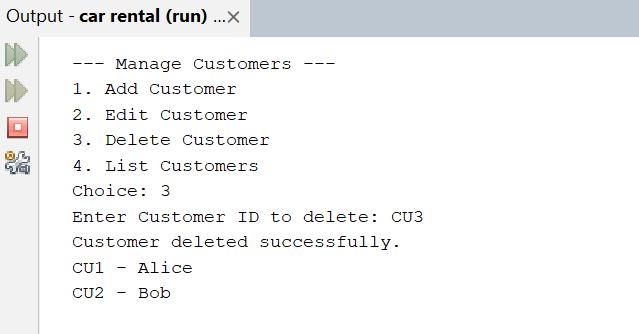 Output - car rental (run) ...×
--- Manage Customers ---
1. Add Customer
2. Edit Customer
3. Delete Customer
4. List Customers
Choice: 3
Enter Customer ID to delete: CU3
Customer deleted successfully.
CU1 - Alice
CU2 - Bob